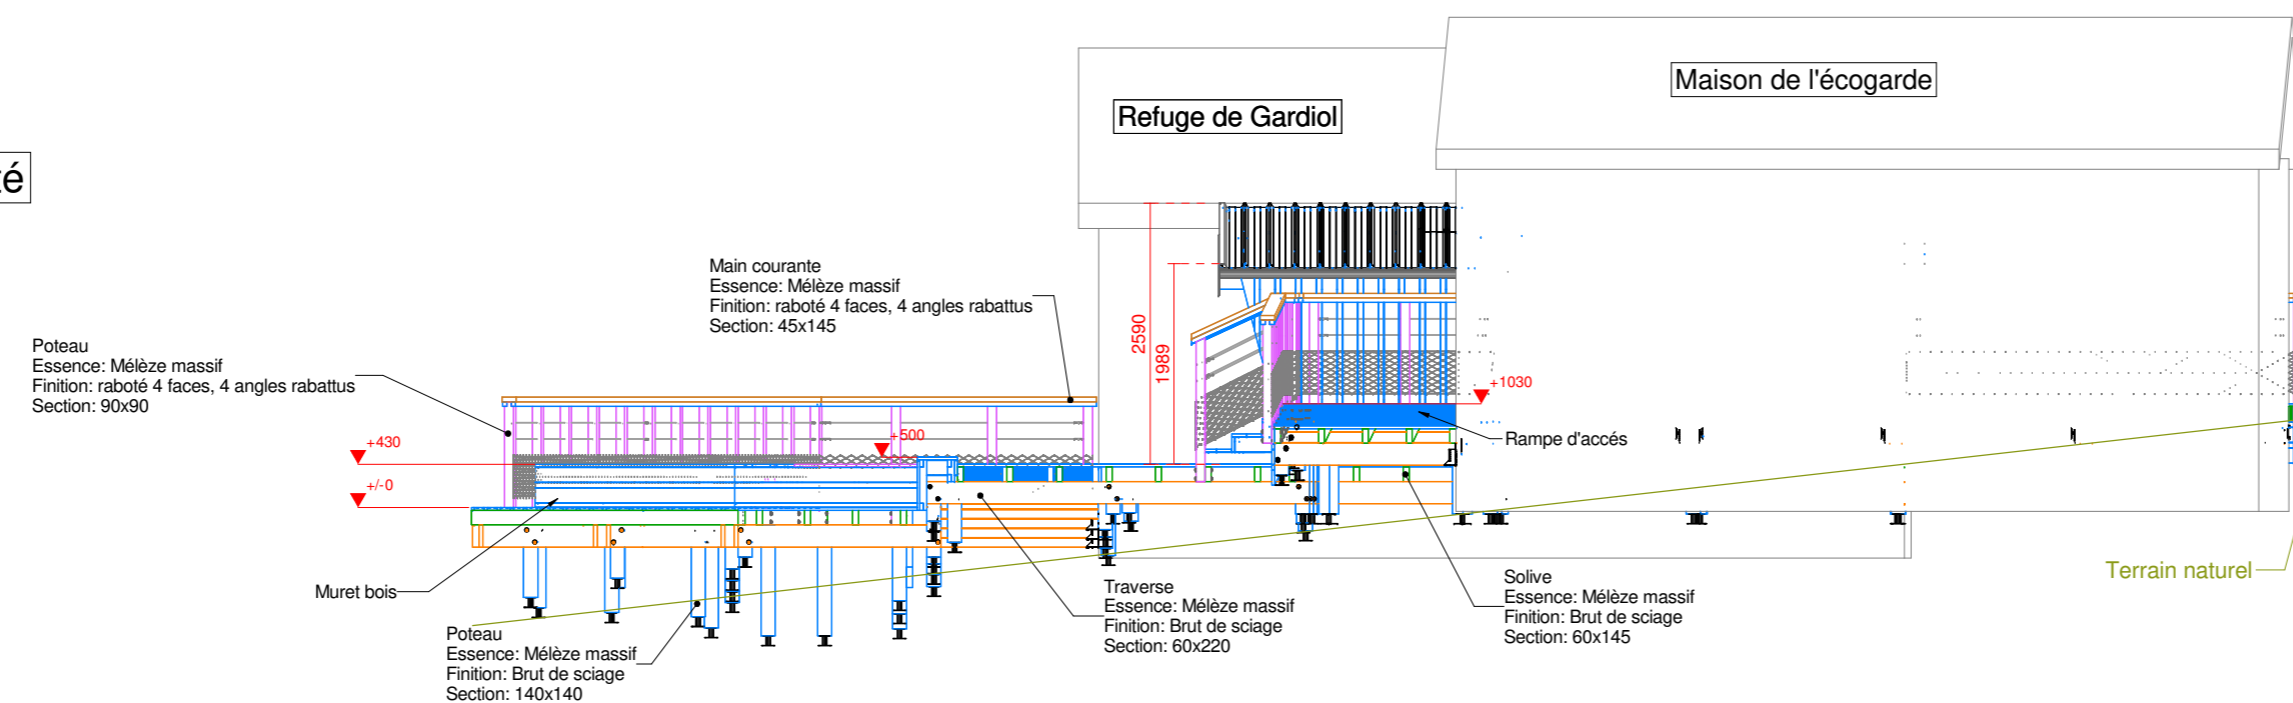 té
Refuge de Gardiol
Maison de l'écogarde
Main courante
Essence: Mélèze massif
Finition: raboté 4 faces, 4 angles rabattus
Section: 45x145
Poteau
Essence: Mélèze massif
Finition: raboté 4 faces, 4 angles rabattus
Section: 90x90
2590
1989
+1030
+430
+500
+/-0
Rampe d'accés
Muret bois
Poteau
Essence: Mélèze massif
Finition: Brut de sciage
Section: 140x140
Traverse
Essence: Mélèze massif
Finition: Brut de sciage
Section: 60x220
Solive
Essence: Mélèze massif
Finition: Brut de sciage
Section: 60x145
Terrain naturel